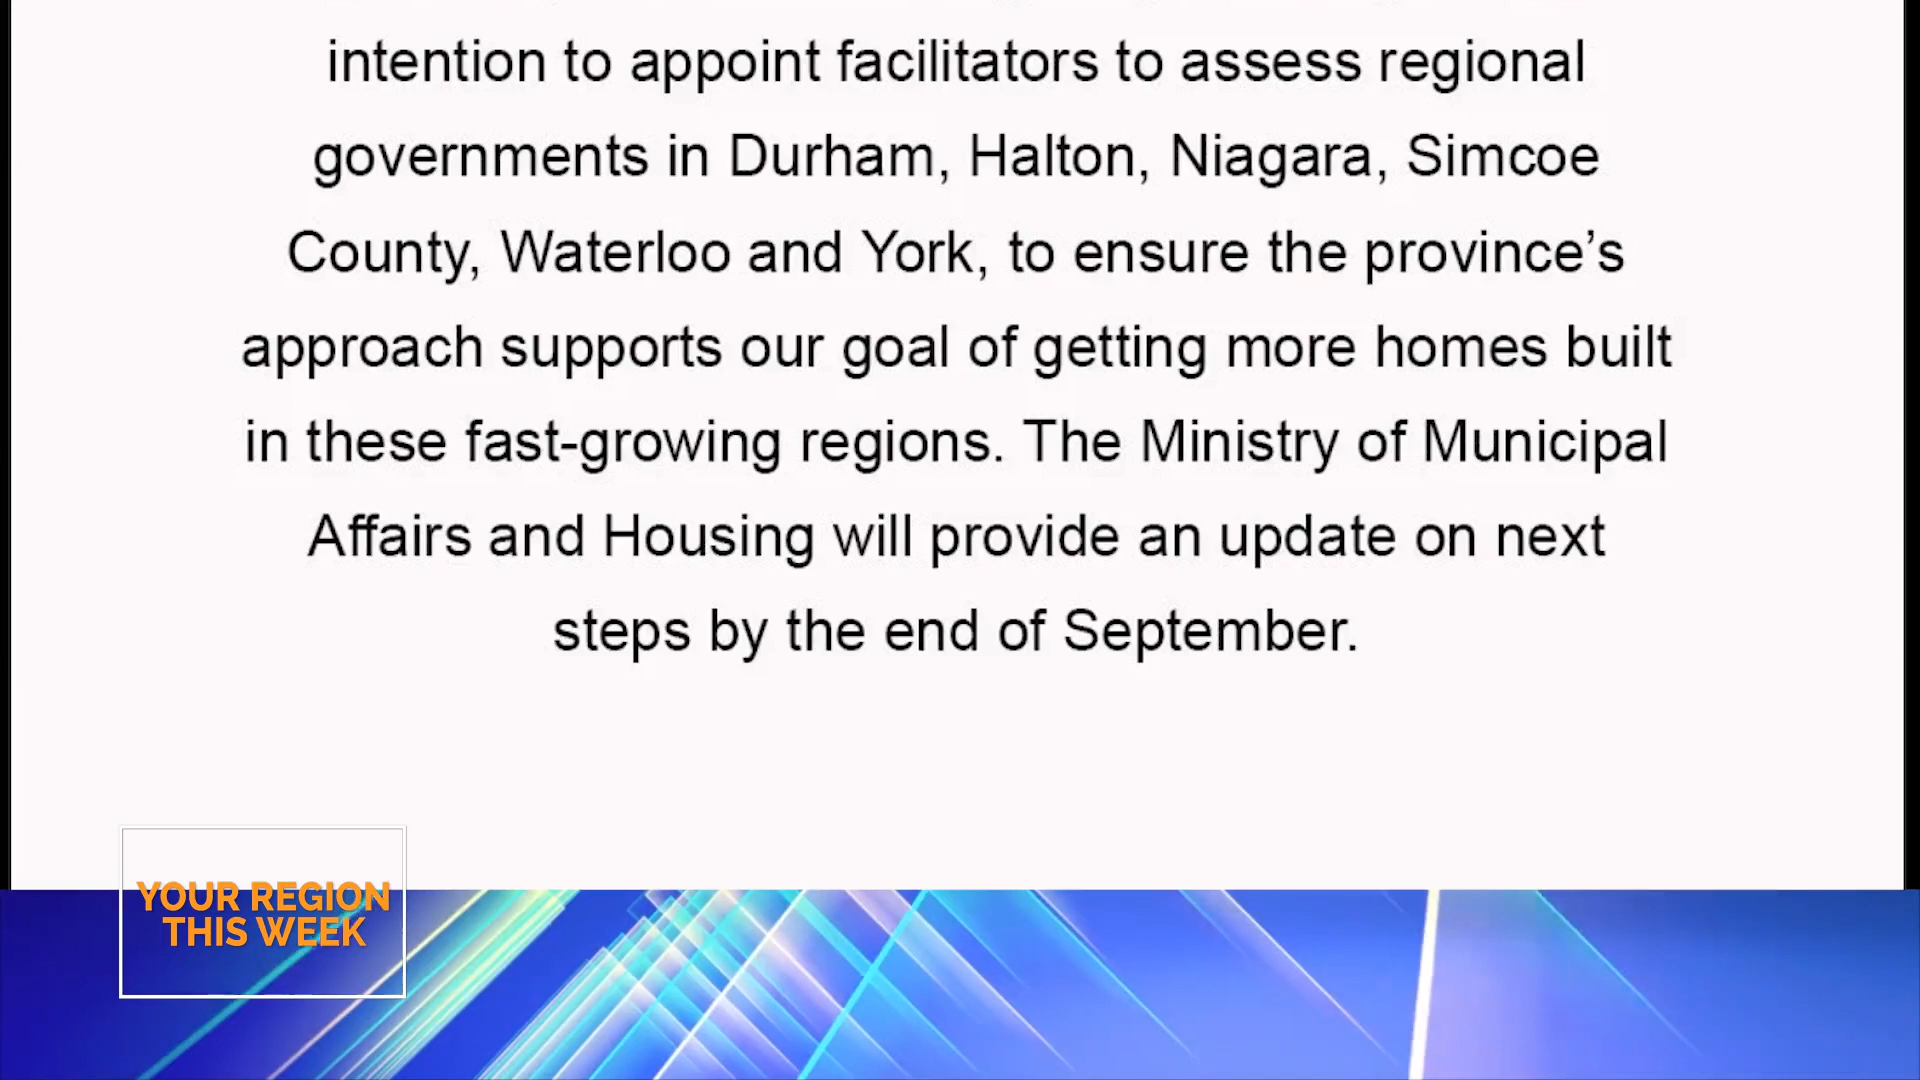 intention to appoint facilitators to assess regional
governments in Durham, Halton, Niagara, Simcoe
County, Waterloo and York, to ensure the province’s
approach supports our goal of getting more homes built
in these fast-growing regions. The Ministry of Municipal
Affairs and Housing will provide an update on next
steps by the end of September.
YOUR REGION
THIS WEEK